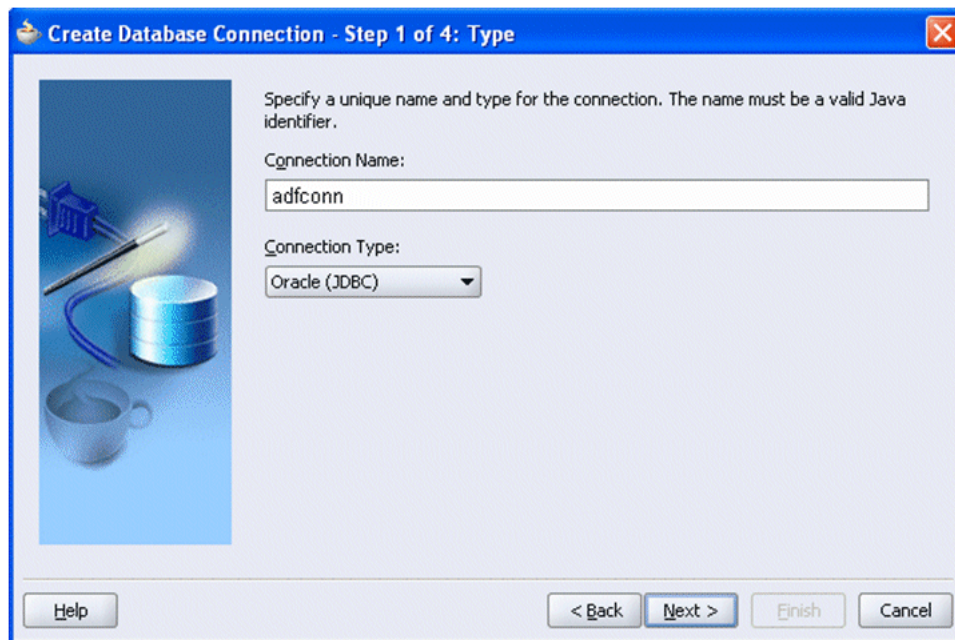 Create Database Connection - Step 1 of 4: Type
Specify a unique name and type for the connection. The name must be a valid Java
identifier.
Connection Name:
adfconn
Connection Type:
Oracle (JDBC)
Help
< Back
Next >
Finish
Cancel